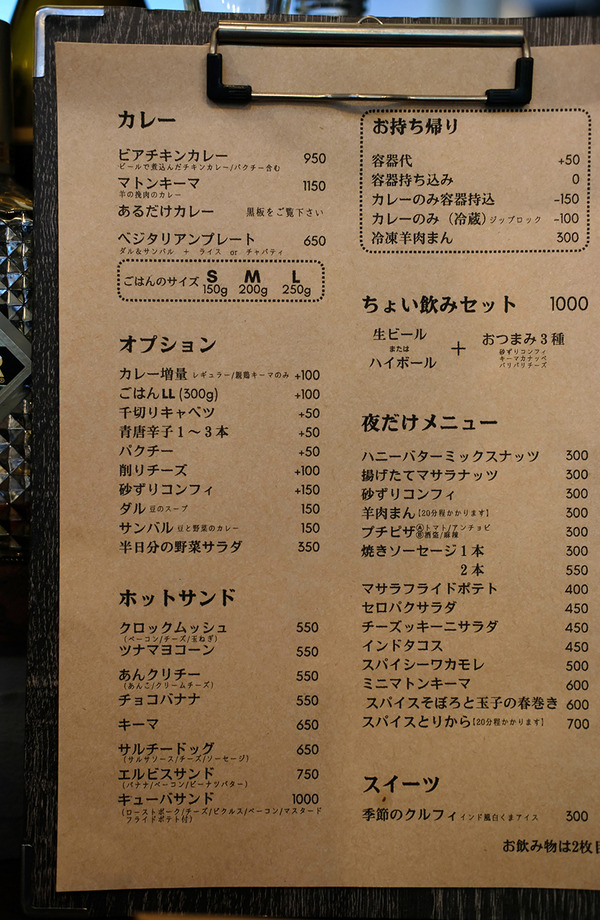 カレー
ビアチキンカレー 950
ビールで煮込んだチキンカレー/パクチー含む
マトンキーマ 1150
羊の挽肉のカレー
あるだけカレー 黒板をご覧下さい
ベジタリアンプレート 650
ダル&サンバル + ライス or チャパティ
ごはんのサイズ S M L
150g 200g 250g
オプション
カレー増量 レギュラー/親鶏キーマのみ +100
ごはんLL (300g) +100
千切りキャベツ +50
青唐辛子1〜3本 +50
パクチー +50
削りチーズ +100
砂ずりコンフィ +150
ダル 豆のスープ 150
サンバル 豆と野菜のカレー 150
半日分の野菜サラダ 350
ホットサンド
クロックムッシュ 550
(ベーコン/チーズ/玉ねぎ)
ツナマヨコーン 550
あんクリチー 550
(あんこ/クリームチーズ)
チョコバナナ 550
キーマ 650
サルチードッグ 650
(サルサソース/チーズ/ソーセージ)
エルビスサンド 750
(バナナ/ベーコン/ピーナツバター)
キューバサンド 1000
(ローストポーク/チーズ/ピクルス/ベーコン/マスタード
フライドポテト付)
お持ち帰り
容器代 +50
容器持ち込み 0
カレーのみ容器持込 -150
カレーのみ (冷蔵) ジップロック -100
冷凍羊肉まん 300
ちょい飲みセット 1000
生ビール
または
ハイボール
+
おつまみ3種
砂ずりコンフィ
キーマカナッペ
パリパリチーズ
夜だけメニュー
ハニーバターミックスナッツ 300
揚げたてマサラナッツ 300
砂ずりコンフィ 300
羊肉まん【20分程かかります】 300
プチピザ Ⓐトマト/アンチョビ 300
Ⓑ酒盗/麻辣
焼きソーセージ1本 300
2本 550
マサラフライドポテト 400
セロパクサラダ 450
チーズッキーニサラダ 450
インドタコス 450
スパイシーワカモレ 500
ミニマトンキーマ 600
スパイスそぼろと玉子の春巻き 600
スパイスとりから【20分程かかります】 700
スイーツ
季節のクルフィ インド風白くまアイス 300
お飲み物は2枚目